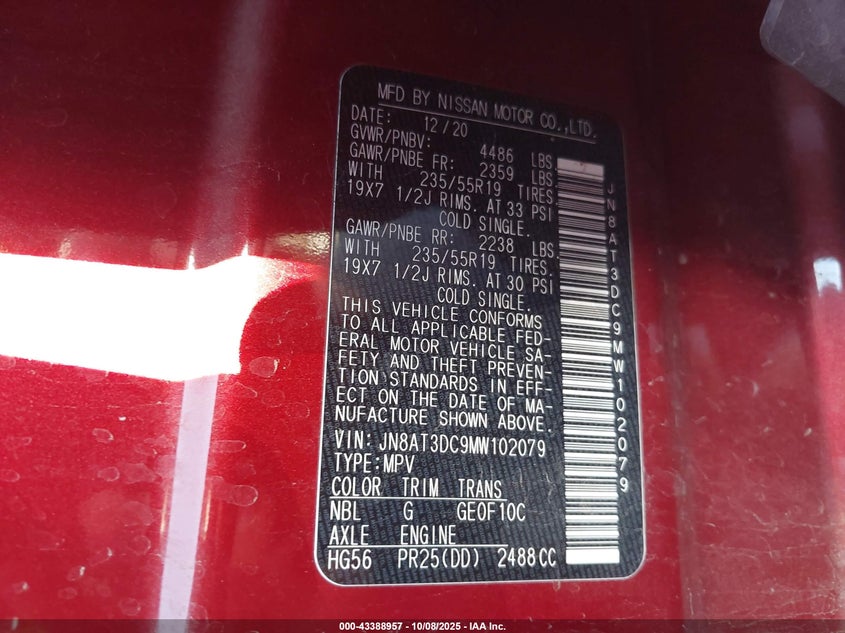 MFD BY NISSAN MOTOR CO.,LTD.
DATE: 12/20
GVWR/PNBV: 4486 LBS
GAWR/PNBE FR: 2359 LBS.
WITH 235/55R19 TIRES.
19X7 1/2J RIMS. AT 33 PSI
COLD SINGLE.
GAWR/PNBE RR: 2238 LBS.
WITH 235/55R19 TIRES.
19X7 1/2J RIMS. AT 30 PSI
COLD SINGLE.
THIS VEHICLE CONFORMS
TO ALL APPLICABLE FED-
ERAL MOTOR VEHICLE SA-
FETY AND THEFT PREVEN-
TION STANDARDS IN EFF-
ECT ON THE DATE OF MA-
NUFACTURE SHOWN ABOVE.
VIN: JN8AT3DC9MW102079
TYPE:MPV
COLOR TRIM TRANS
NBL G GE0F10C
AXLE ENGINE
HG56 PR25(DD) 2488CC
JN8AT3DC9MW102079
000-43388957 - 10/08/2025 - IAA Inc.